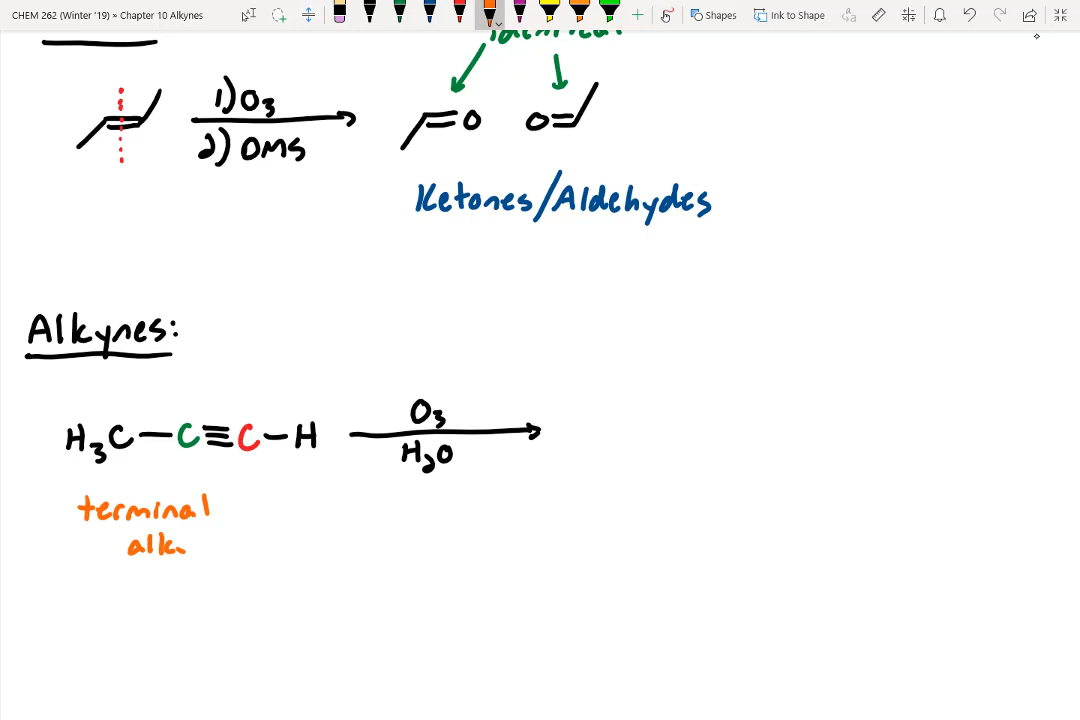 CHEM 262 (Winter '19) » Chapter 10 Alkynes
Shapes
Ink to Shape
identical
1) O3
2) DMS
=O O=
Ketones/Aldehydes
Alkynes:
O3
H3C-C≡C-H
H2O
terminal
alk